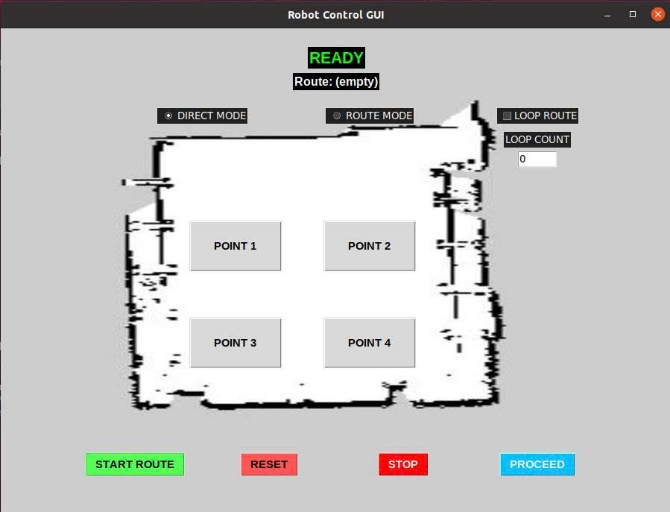 Robot Control GUI
READY
Route: (empty)
DIRECT MODE
ROUTE MODE
LOOP ROUTE
LOOP COUNT
0
POINT 1
POINT 2
POINT 3
POINT 4
START ROUTE
RESET
STOP
PROCEED